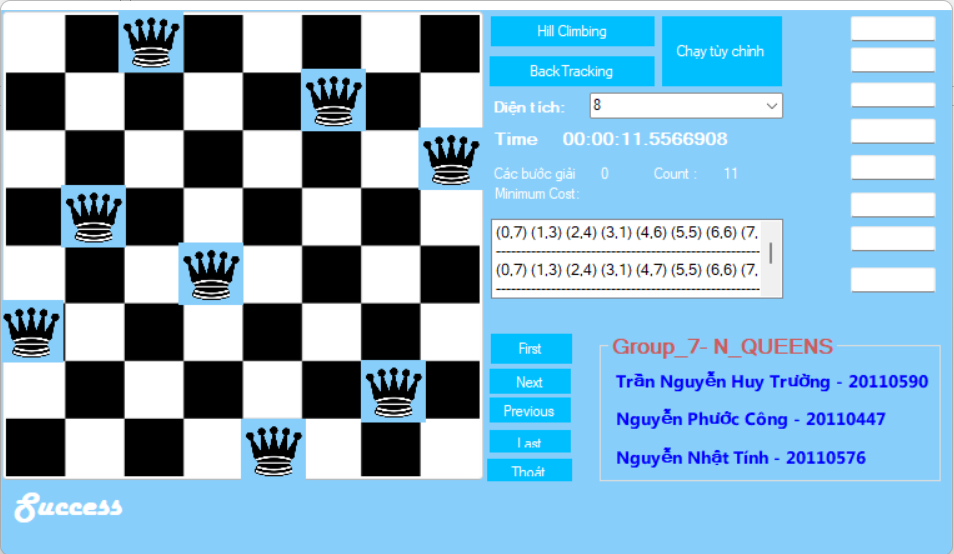 Hill Climbing
Chạy tùy chỉnh
BackTracking
Diện tích:
8
Time 00:00:11.5566908
Các bước giải 0 Count : 11
Minimum Cost:
(0,7) (1,3) (2,4) (3,1) (4,6) (5,5) (6,6) (7,
(0,7) (1,3) (2,4) (3,1) (4,7) (5,5) (6,6) (7,
First
Next
Previous
Last
Thoát
Group_7- N_QUEENS
Trần Nguyễn Huy Trường - 20110590
Nguyễn Phước Công - 20110447
Nguyễn Nhật Tính - 20110576
Success